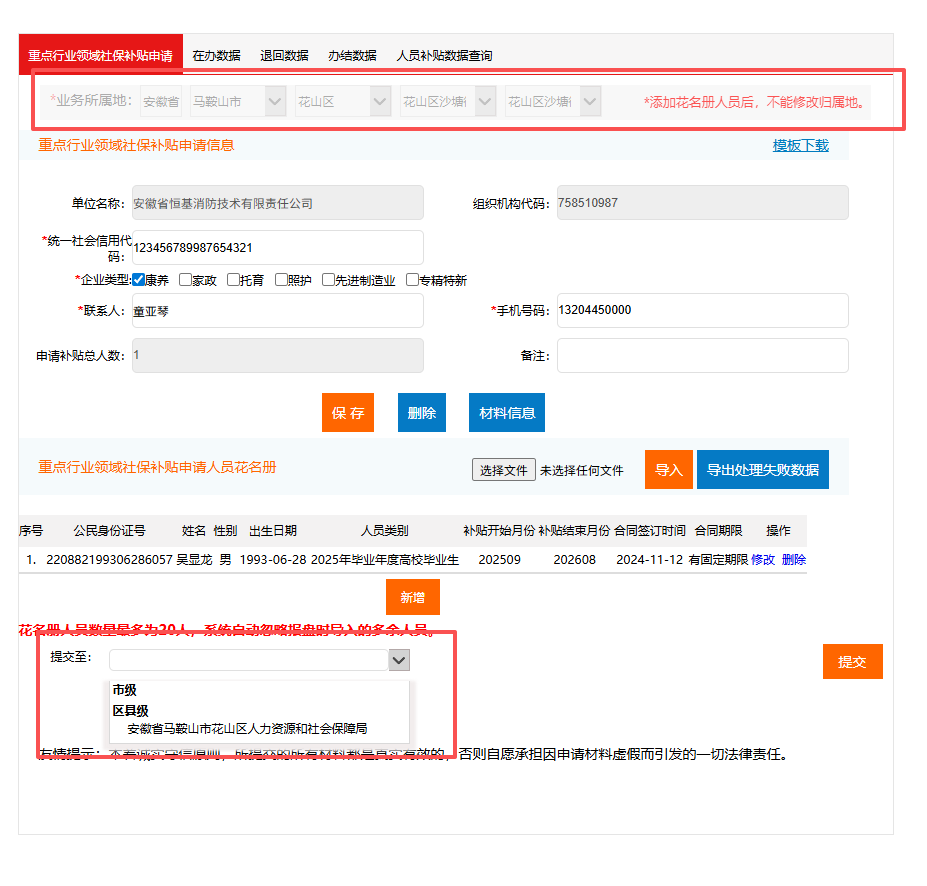 重点行业领域社保补贴申请 在办数据 退回数据 办结数据 人员补贴数据查询
*业务所属地: 安徽省 马鞍山市 花山区 花山区沙塘 花山区沙塘 *添加花名册人员后，不能修改归属地。
重点行业领域社保补贴申请信息 模板下载
单位名称: 安徽省恒基消防技术有限责任公司 组织机构代码: 758510987
*统一社会信用代
码: 123456789987654321
*企业类型: 康养 家政 托育 照护 先进制造业 专精特新
*联系人: 童亚琴 *手机号码: 13204450000
申请补贴总人数: 1 备注:
保 存 删除 材料信息
重点行业领域社保补贴申请人员花名册 选择文件 未选择任何文件 导入 导出处理失败数据
序号 公民身份证号 姓名 性别 出生日期 人员类别 补贴开始月份 补贴结束月份 合同签订时间 合同期限 操作
1. 220882199306286057 吴显龙 男 1993-06-28 2025年毕业年度高校毕业生 202509 202608 2024-11-12 有固定期限 修改 删除
新增
花名册人员数量最多为20人，系统自动忽略报盘时导入的多余人员。
提交至: 提交
市级
区县级
安徽省马鞍山市花山区人力资源和社会保障局
友情提示：本着诚实守信原则，所提交的所有材料都是真实有效的，否则自愿承担因申请材料虚假而引发的一切法律责任。